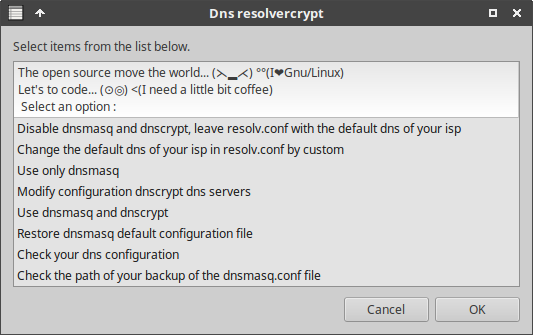 Dns resolvercrypt
Select items from the list below.
The open source move the world... (⋋▂⋌) °°(I❤Gnu/Linux)
Let's to code... (⊙◎) <(I need a little bit coffee)
Select an option :
Disable dnsmasq and dnscrypt, leave resolv.conf with the default dns of your isp
Change the default dns of your isp in resolv.conf by custom
Use only dnsmasq
Modify configuration dnscrypt dns servers
Use dnsmasq and dnscrypt
Restore dnsmasq default configuration file
Check your dns configuration
Check the path of your backup of the dnsmasq.conf file
Cancel
OK